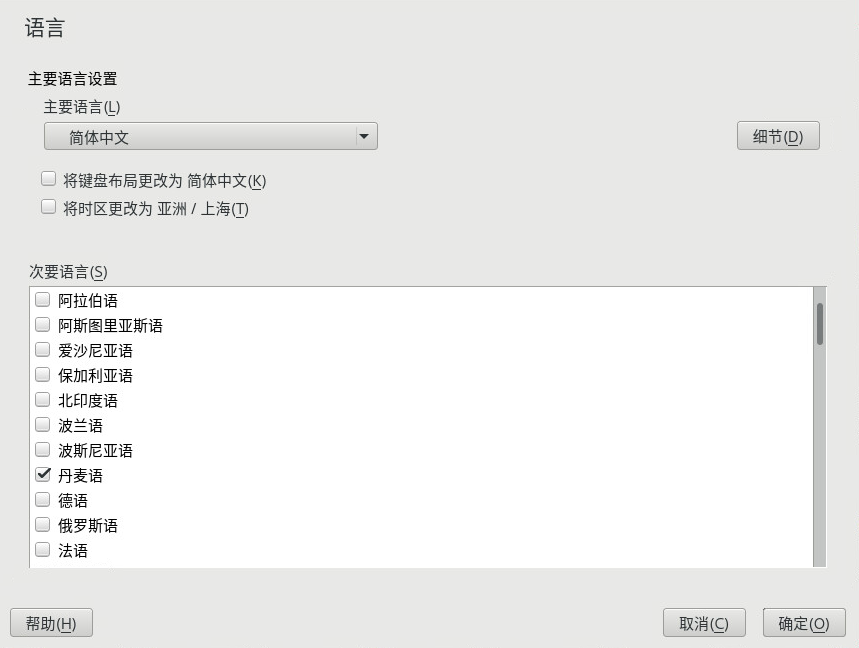 语言
主要语言设置
主要语言(L)
简体中文
细节(D)
将键盘布局更改为 简体中文(K)
将时区更改为 亚洲 / 上海(T)
次要语言(S)
阿拉伯语
阿斯图里亚斯语
爱沙尼亚语
保加利亚语
北印度语
波兰语
波斯尼亚语
丹麦语
德语
俄罗斯语
法语
帮助(H)
取消(C)
确定(O)